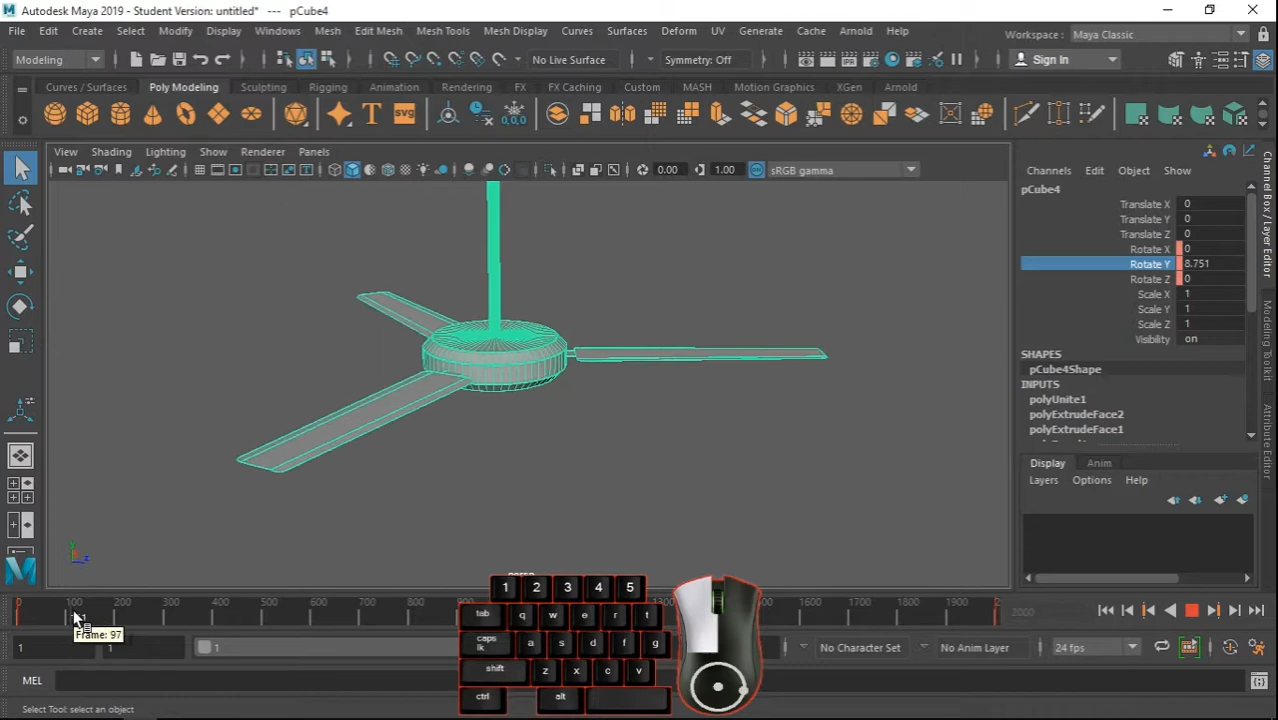 Autodesk Maya 2019 - Student Version: untitled* --- pCube4
File Edit Create Select Modify Display Windows Mesh Edit Mesh Mesh Tools Mesh Display Curves Surfaces Deform UV Generate Cache Arnold Help
Workspace : Maya Classic
Modeling No Live Surface Symmetry: Off Sign In
Curves / Surfaces Poly Modeling Sculpting Rigging Animation Rendering FX FX Caching Custom MASH Motion Graphics XGen Arnold
T SVG 0,0,0
View Shading Lighting Show Renderer Panels
0.00 1.00 sRGB gamma
Channels Edit Object Show
pCube4
Translate X 0
Translate Y 0
Translate Z 0
Rotate X 0
Rotate Y 8.751
Rotate Z 0
Scale X 1
Scale Y 1
Scale Z 1
Visibility on
SHAPES
pCube4Shape
INPUTS
polyUnite1
polyExtrudeFace2
polyExtrudeFace1
Display Anim
Layers Options Help
Channel Box / Layer Editor
Modeling Toolkit
Attribute Editor
y
z
persp
1 2 3 4 5
tab q w e r t
caps lk a s d f g
shift z x c v
ctrl alt
0 100 200 300 400 500 600 700 800 1500 1600 1700 1800 1900 2000
Frame: 97
1 1 1 No Character Set No Anim Layer 24 fps
MEL
Select Tool: select an object